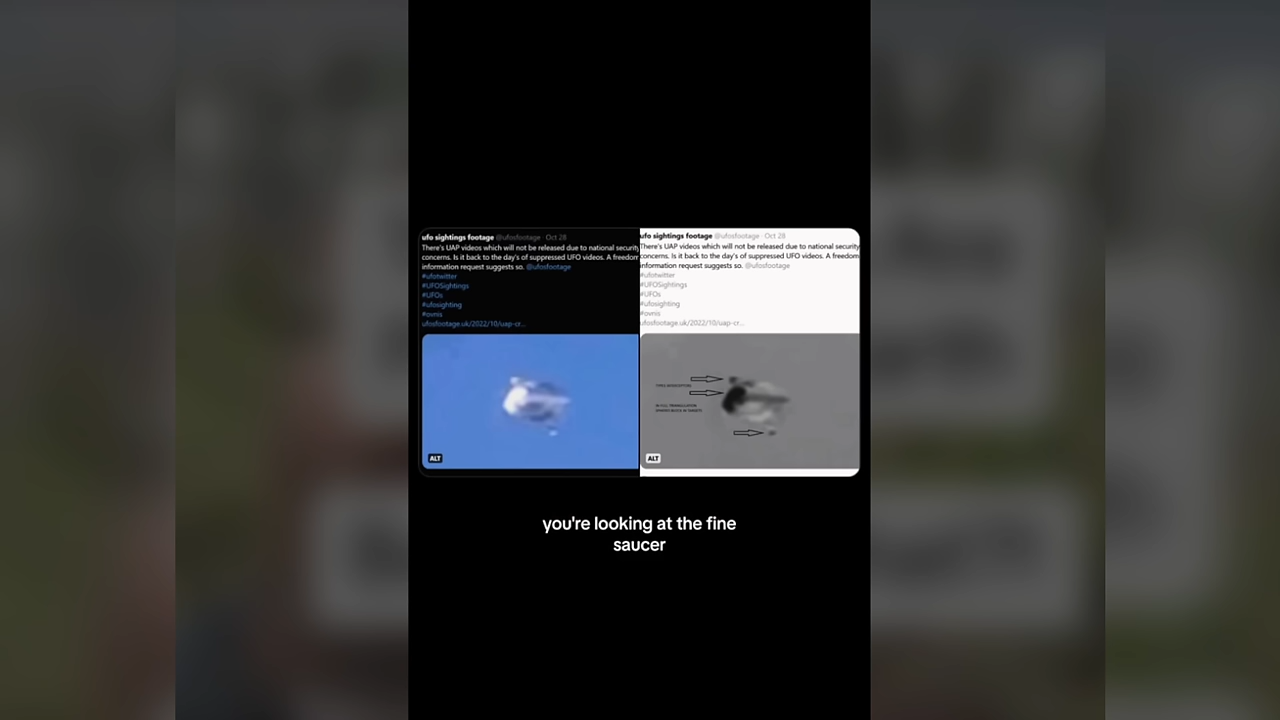 ufo sightings footage @ufosfootage · Oct 28
There's UAP videos which will not be released due to national security
concerns. Is it back to the day's of suppressed UFO videos. A freedom
information request suggests so. @ufosfootage
#ufotwitter
#UFOSightings
#UFOs
#ufosighting
#ovnis
ufosfootage.uk/2022/10/uap-cr...
ALT
ufo sightings footage @ufosfootage · Oct 28
There's UAP videos which will not be released due to national security
concerns. Is it back to the day's of suppressed UFO videos. A freedom
information request suggests so. @ufosfootage
#ufotwitter
#UFOSightings
#UFOs
#ufosighting
#ovnis
ufosfootage.uk/2022/10/uap-cr...
ALT
you're looking at the fine
saucer